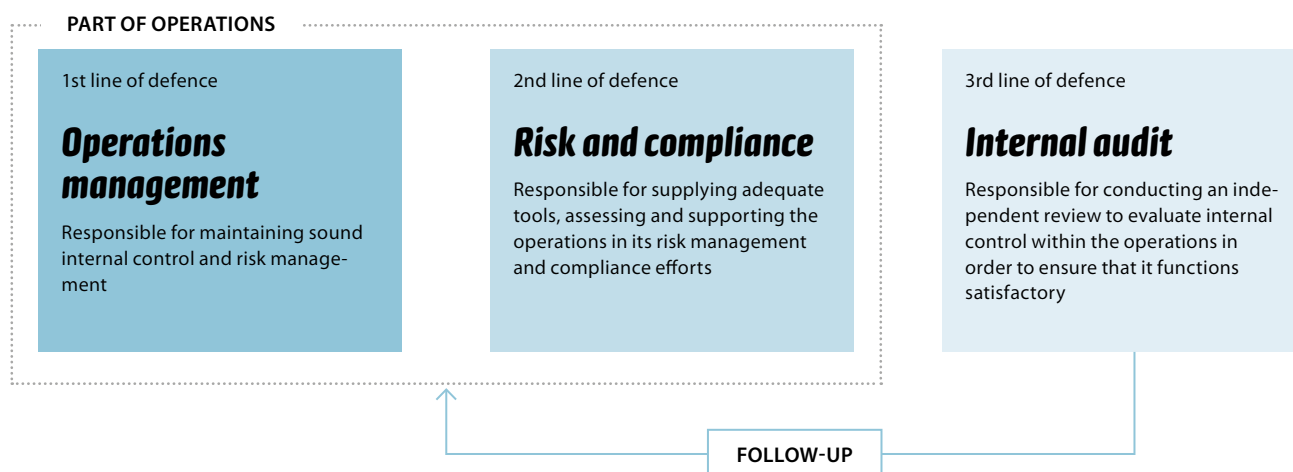 PART OF OPERATIONS
1st line of defence
Operations
management
Responsible for maintaining sound
internal control and risk manage-
ment
2nd line of defence
Risk and compliance
Responsible for supplying adequate
tools, assessing and supporting the
operations in its risk management
and compliance efforts
3rd line of defence
Internal audit
Responsible for conducting an inde-
pendent review to evaluate internal
control within the operations in
order to ensure that it functions
satisfactory
FOLLOW-UP